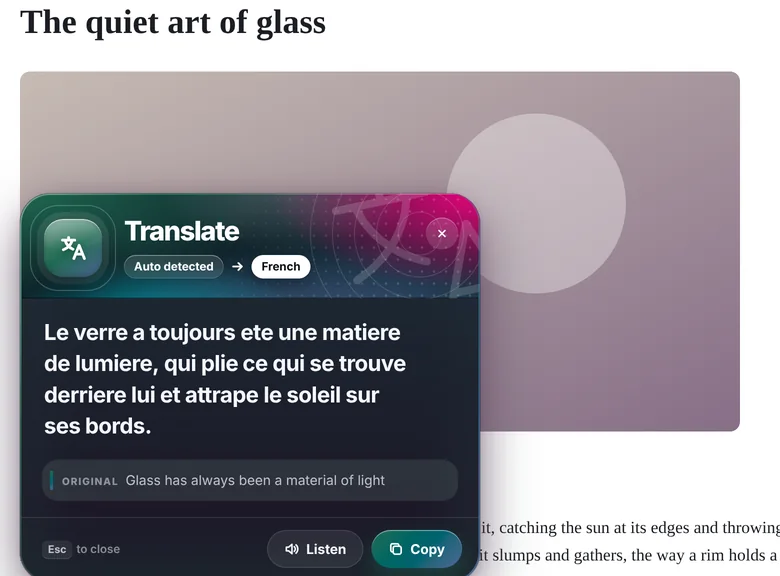 The quiet art of glass
文A
Translate
Auto detected → French
Le verre a toujours ete une matiere
de lumiere, qui plie ce qui se trouve
derriere lui et attrape le soleil sur
ses bords.
ORIGINAL Glass has always been a material of light
Esc to close
Listen
Copy
it, catching the sun at its edges and throwing
it slumps and gathers, the way a rim holds a